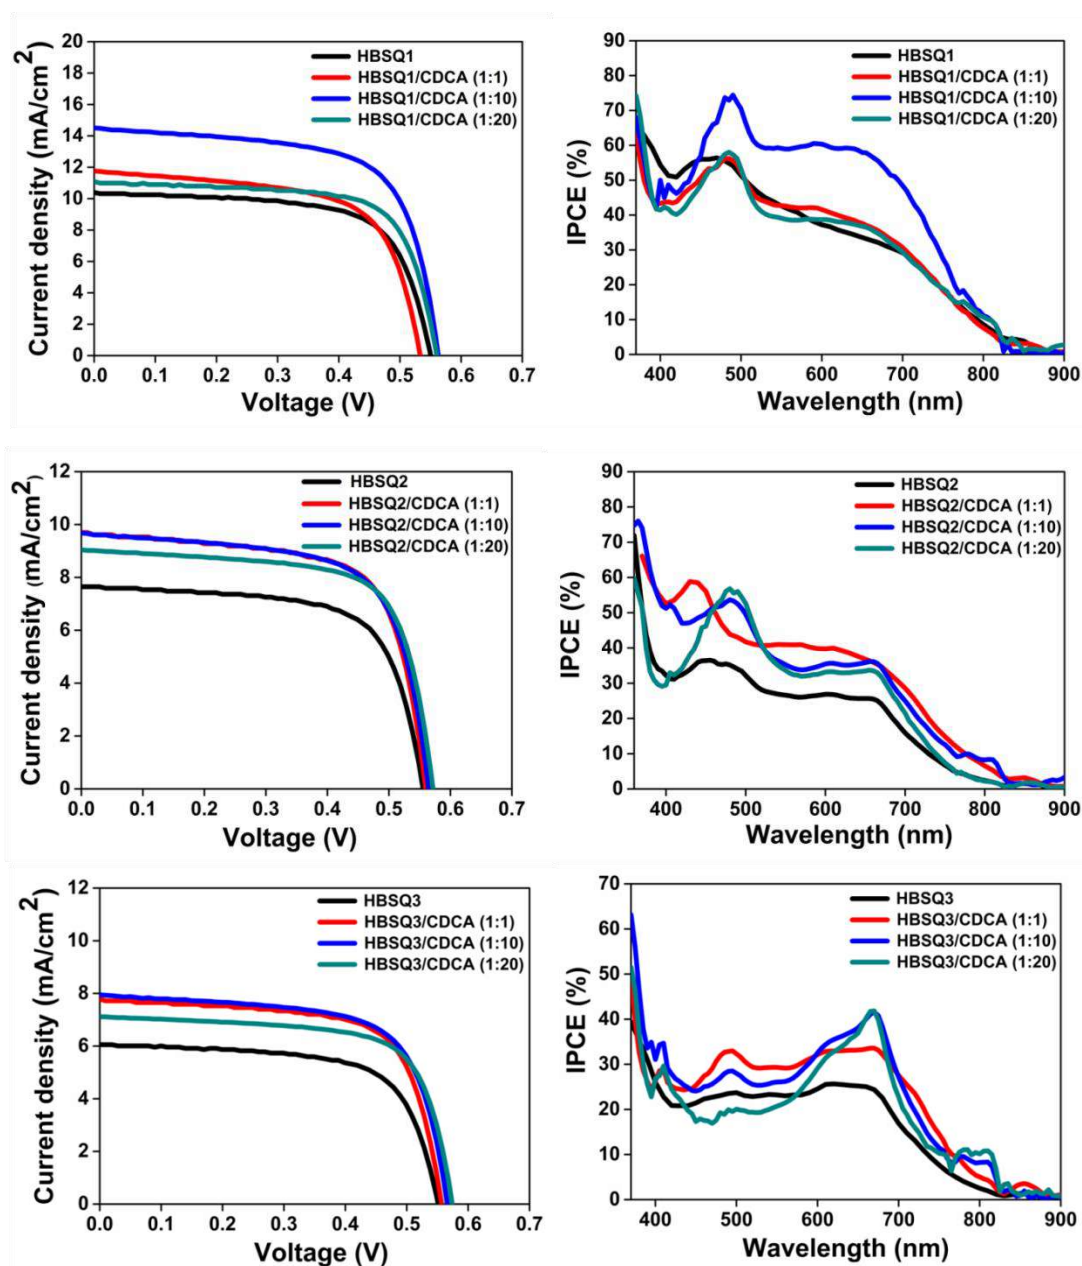 20
18
16
14
12
10
8
6
4
2
0
Current density (mA/cm²)
HBSQ1
HBSQ1/CDCA (1:1)
HBSQ1/CDCA (1:10)
HBSQ1/CDCA (1:20)
0.0 0.1 0.2 0.3 0.4 0.5 0.6 0.7
Voltage (V)
90
80
70
60
50
40
30
20
10
0
IPCE (%)
HBSQ1
HBSQ1/CDCA (1:1)
HBSQ1/CDCA (1:10)
HBSQ1/CDCA (1:20)
400 500 600 700 800 900
Wavelength (nm)
12
10
8
6
4
2
0
Current density (mA/cm²)
HBSQ2
HBSQ2/CDCA (1:1)
HBSQ2/CDCA (1:10)
HBSQ2/CDCA (1:20)
0.0 0.1 0.2 0.3 0.4 0.5 0.6 0.7
Voltage (V)
90
80
70
60
50
40
30
20
10
0
IPCE (%)
HBSQ2
HBSQ2/CDCA (1:1)
HBSQ2/CDCA (1:10)
HBSQ2/CDCA (1:20)
400 500 600 700 800 900
Wavelength (nm)
12
10
8
6
4
2
0
Current density (mA/cm²)
HBSQ3
HBSQ3/CDCA (1:1)
HBSQ3/CDCA (1:10)
HBSQ3/CDCA (1:20)
0.0 0.1 0.2 0.3 0.4 0.5 0.6 0.7
Voltage (V)
70
60
50
40
30
20
10
0
IPCE (%)
HBSQ3
HBSQ3/CDCA (1:1)
HBSQ3/CDCA (1:10)
HBSQ3/CDCA (1:20)
400 500 600 700 800 900
Wavelength (nm)